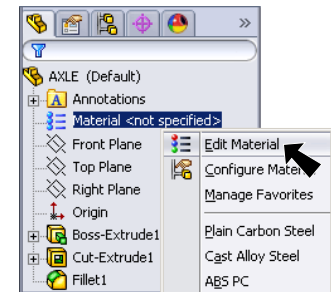 »
AXLE (Default)
Annotations
Material <not specified>
Front Plane
Top Plane
Right Plane
Origin
Boss-Extrude1
Cut-Extrude1
Fillet1
Edit Material
Configure
Manage Favorites
Plain Carbon Steel
Cast Alloy Steel
ABS PC